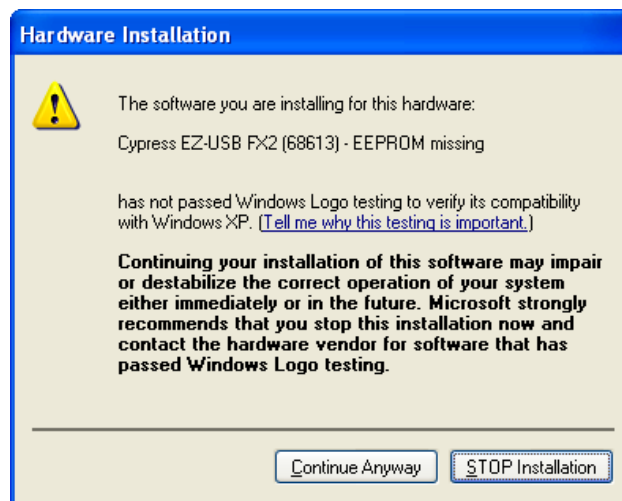 Hardware Installation
The software you are installing for this hardware:
Cypress EZ-USB FX2 (68613) - EEPROM missing
has not passed Windows Logo testing to verify its compatibility
with Windows XP. (Tell me why this testing is important.)
Continuing your installation of this software may impair
or destabilize the correct operation of your system
either immediately or in the future. Microsoft strongly
recommends that you stop this installation now and
contact the hardware vendor for software that has
passed Windows Logo testing.
Continue Anyway STOP Installation